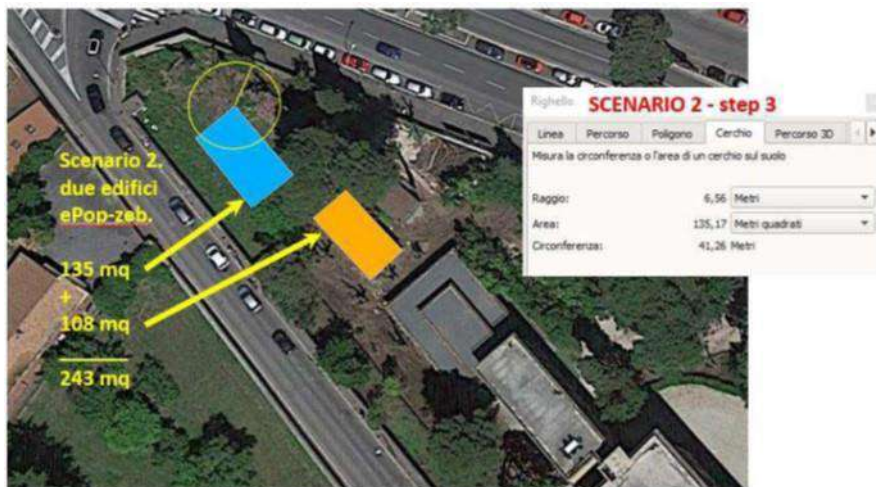 Scenario 2.
due edifici
ePop-zeb.
135 mq
+
108 mq
243 mq
Righello
SCENARIO 2 - step 3
Linea Percorso Poligono Cerchio Percorso 3D
Misura la circonferenza o l'area di un cerchio sul suolo
Raggio: 6,56 Metri
Area: 135,17 Metri quadrati
Circonferenza: 41,26 Metri